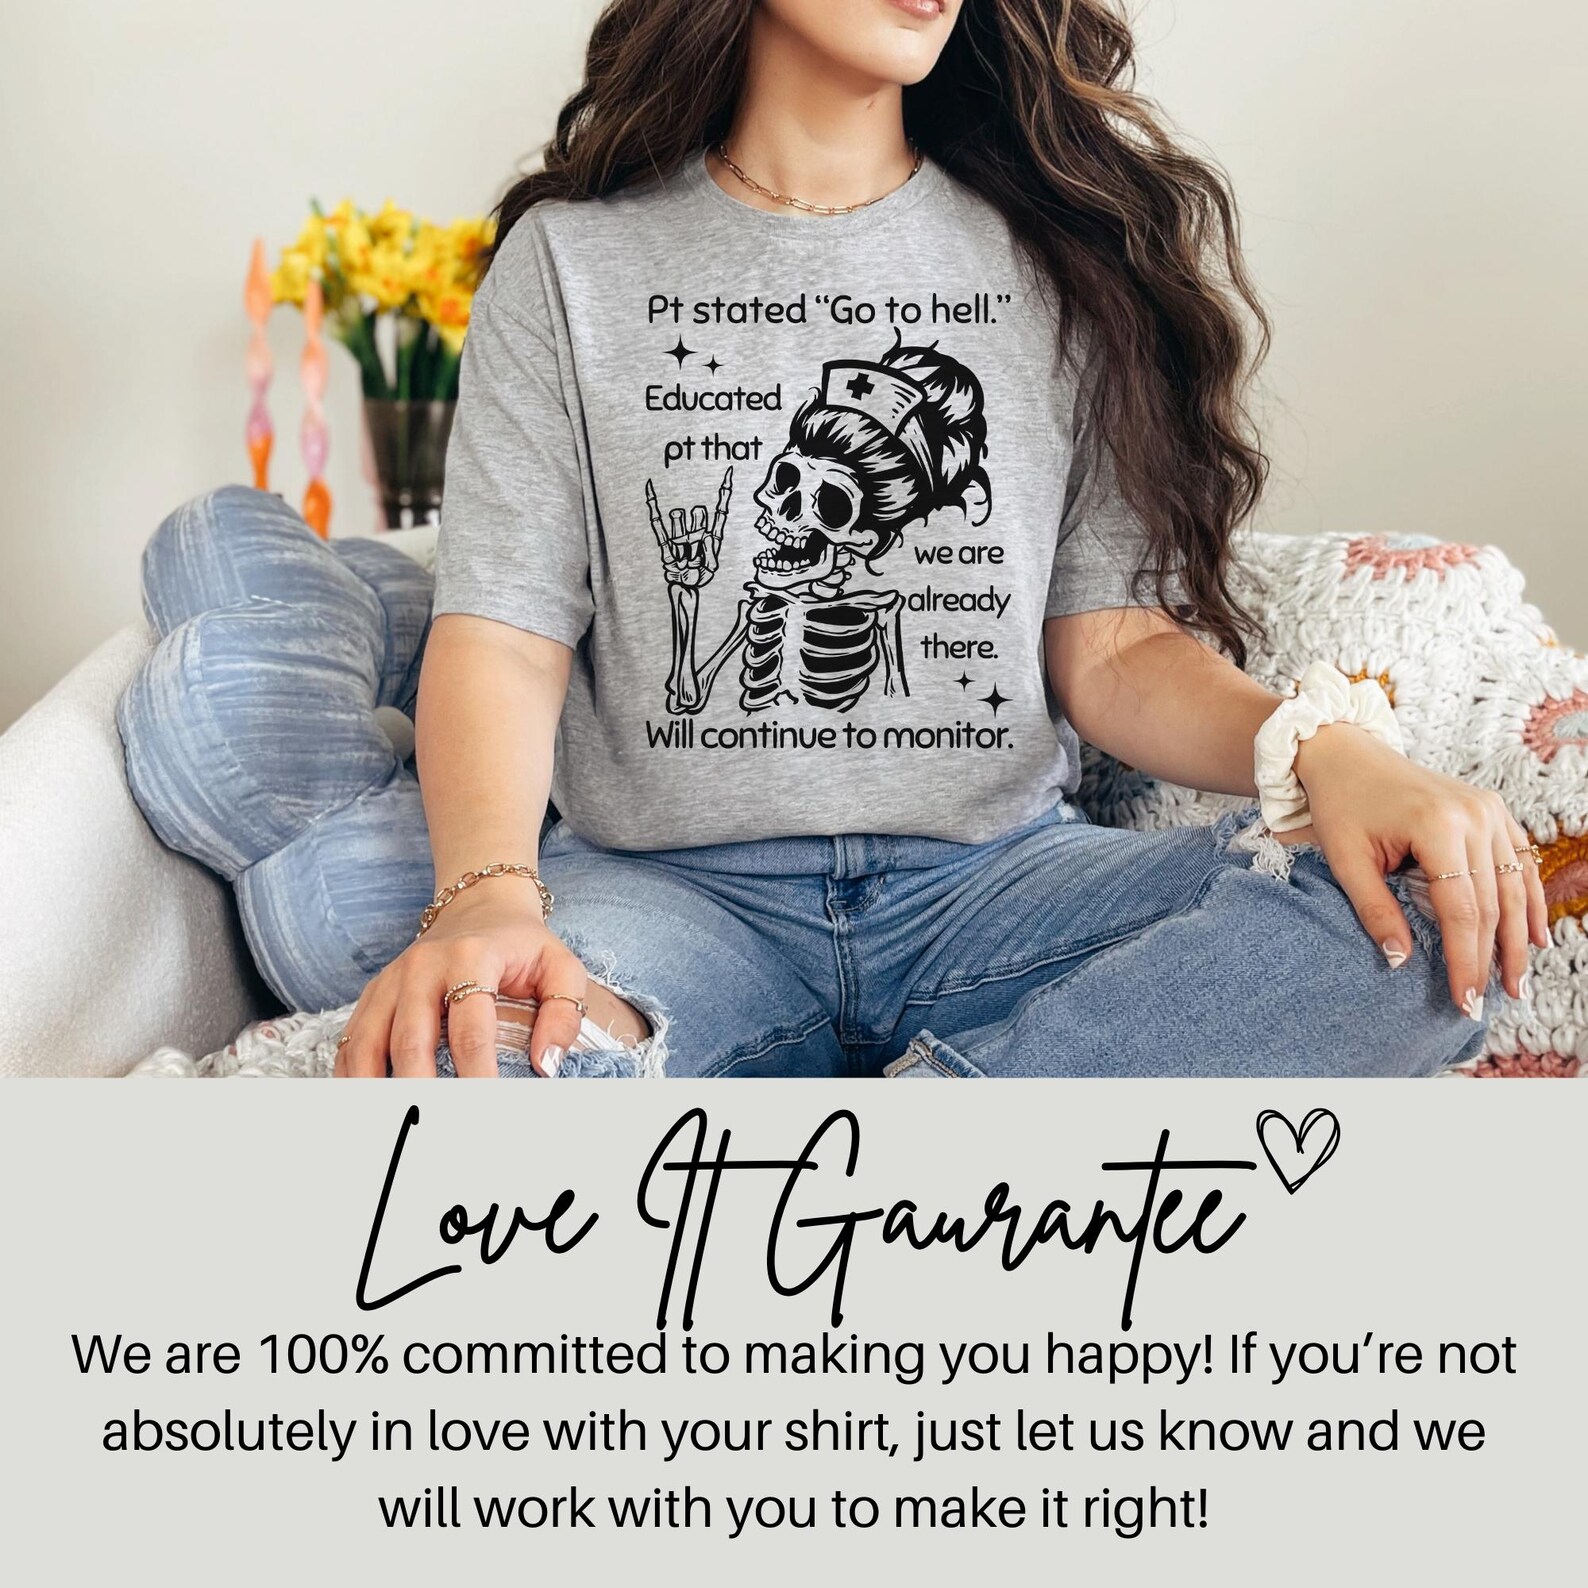 Pt stated “Go to hell.”
Educated
pt that
we are
already
there.
Will continue to monitor.
Love It Gaurantee
We are 100% committed to making you happy! If you’re not
absolutely in love with your shirt, just let us know and we
will work with you to make it right!